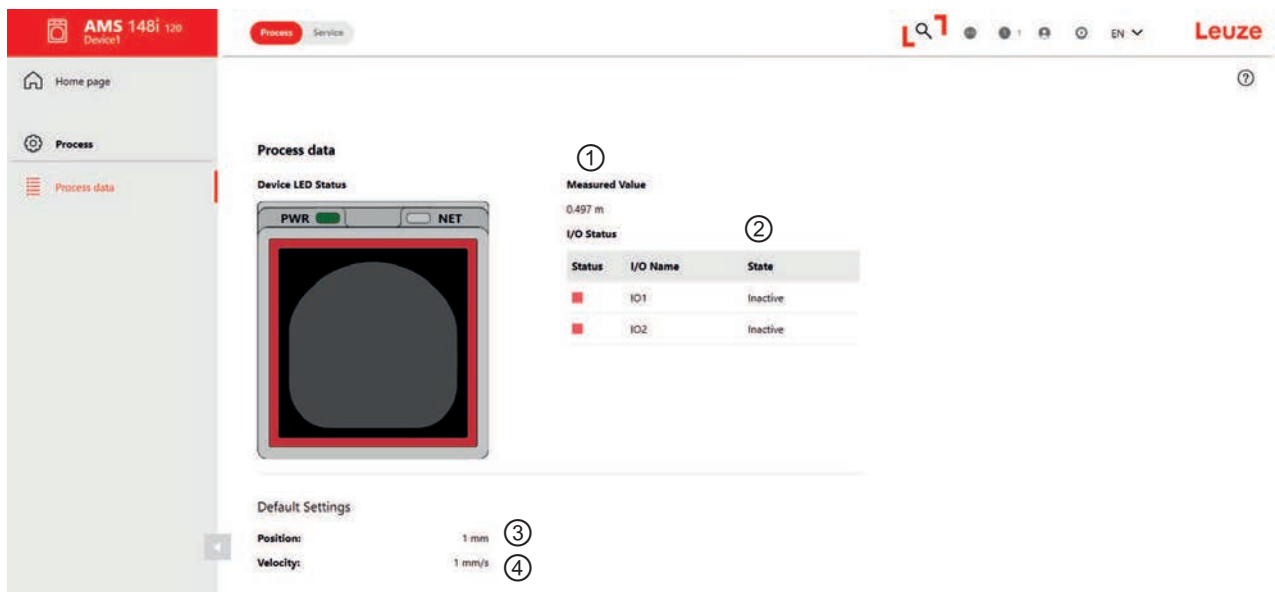 AMS 148i 120
Device1
Process Service
1
EN
Leuze
Home page
Process
Process data
Process data
Device LED Status
PWR NET
1
Measured Value
0.497 m
I/O Status
2
Status I/O Name State
IO1 Inactive
IO2 Inactive
Default Settings
Position: 1 mm 3
Velocity: 1 mm/s 4